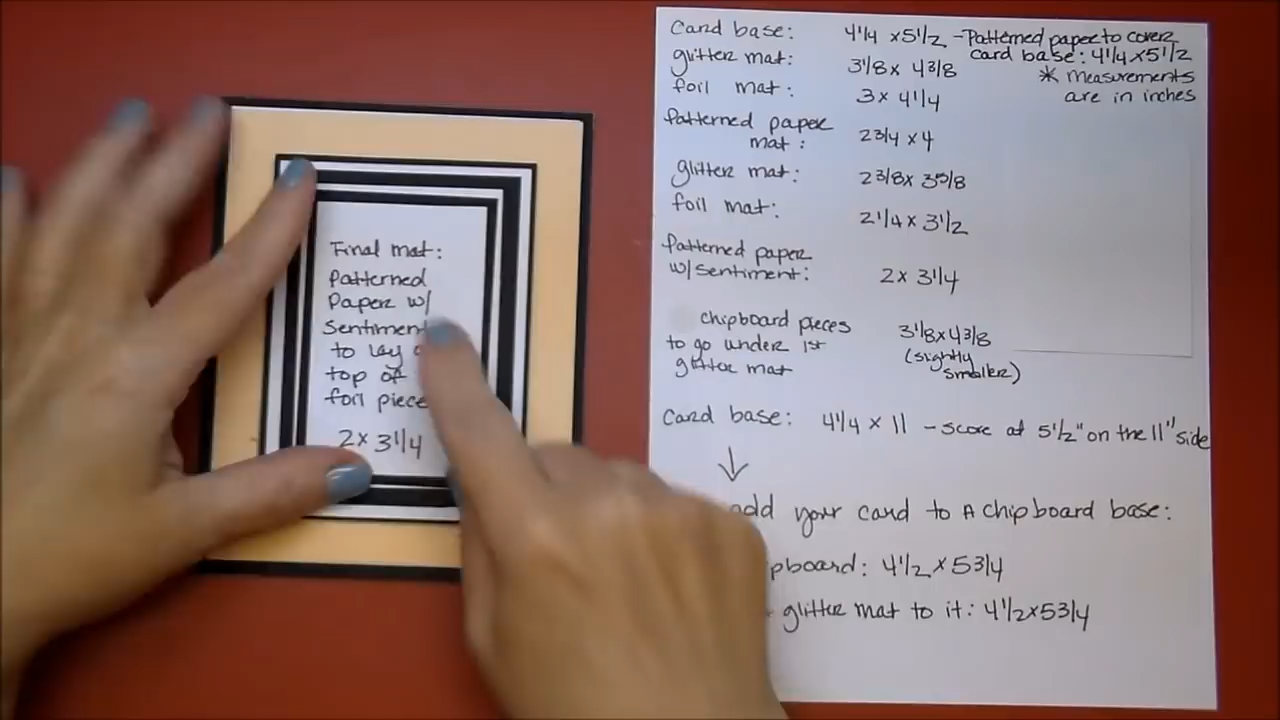 Final mat:
Patterned
Paper w/
Sentiment
to lay
top of
foil piece
2 x 3 1/4
Card base: 4 1/4 x 5 1/2 - Patterned paper to cover
card base: 4 1/4 x 5 1/2
glitter mat: 3 1/8 x 4 3/8
* measurements
are in inches
foil mat: 3 x 4 1/4
Patterned paper
mat: 2 3/4 x 4
glitter mat: 2 3/8 x 3 5/8
foil mat: 2 1/4 x 3 1/2
Patterned paper
w/sentiment: 2 x 3 1/4
chipboard pieces
to go under 1st
glitter mat
3 1/8 x 4 3/8
(slightly
smaller)
Card base: 4 1/4 x 11 - score at 5 1/2" on the 11" side
↓
add your card to A chipboard base:
pboard: 4 1/2 x 5 3/4
glitter mat to it: 4 1/2 x 5 3/4